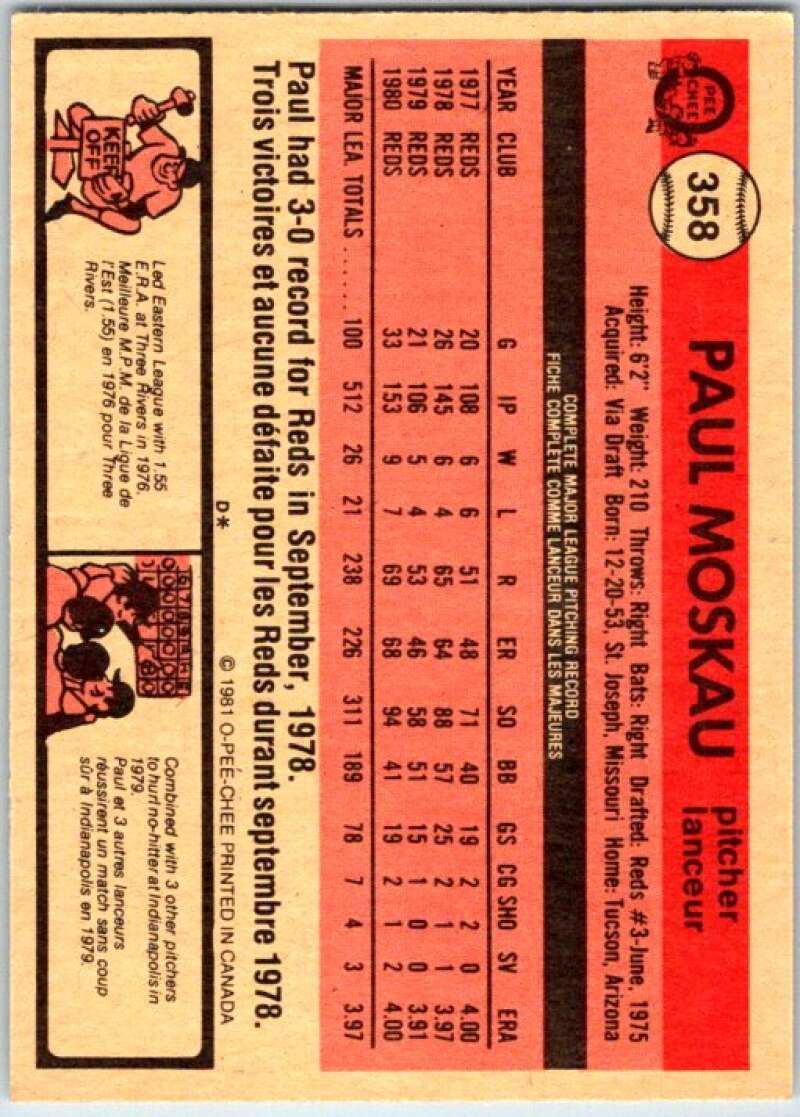 O
PEE
CHEE
358
PAUL MOSKAU
pitcher
lanceur
Height: 6'2" Weight: 210 Throws: Right Bats: Right Drafted: Reds #3-June, 1975
Acquired: Via Draft Born: 12-20-53, St. Joseph, Missouri Home: Tucson, Arizona
COMPLETE MAJOR LEAGUE PITCHING RECORD
FICHE COMPLETE COMME LANCEUR DANS LES MAJEURES
YEAR CLUB G IP W L R ER SO BB GS CG SHO SV ERA
1977 REDS 20 108 6 6 51 48 71 40 19 2 2 0 4.00
1978 REDS 26 145 6 4 65 64 88 57 25 2 1 1 3.97
1979 REDS 21 106 5 4 53 46 58 51 15 1 0 0 3.91
1980 REDS 33 153 9 7 69 68 94 41 19 2 1 2 4.00
MAJOR LEA. TOTALS ...... 100 512 26 21 238 226 311 189 78 7 4 3 3.97
Paul had 3-0 record for Reds in September, 1978.
Trois victoires et aucune défaite pour les Reds durant septembre 1978.
D* © 1981 O-PEE-CHEE PRINTED IN CANADA
KEEP
OFF
Led Eastern League with 1.55
E.R.A. at Three Rivers in 1976.
Meilleure M.P.M. de la Ligue de
l'Est (1.55) en 1976 pour Three
Rivers.
Combined with 3 other pitchers
to hurl no-hitter at Indianapolis in
1979.
Paul et 3 autres lanceurs
réussirent un match sans coup
sûr à Indianapolis en 1979.